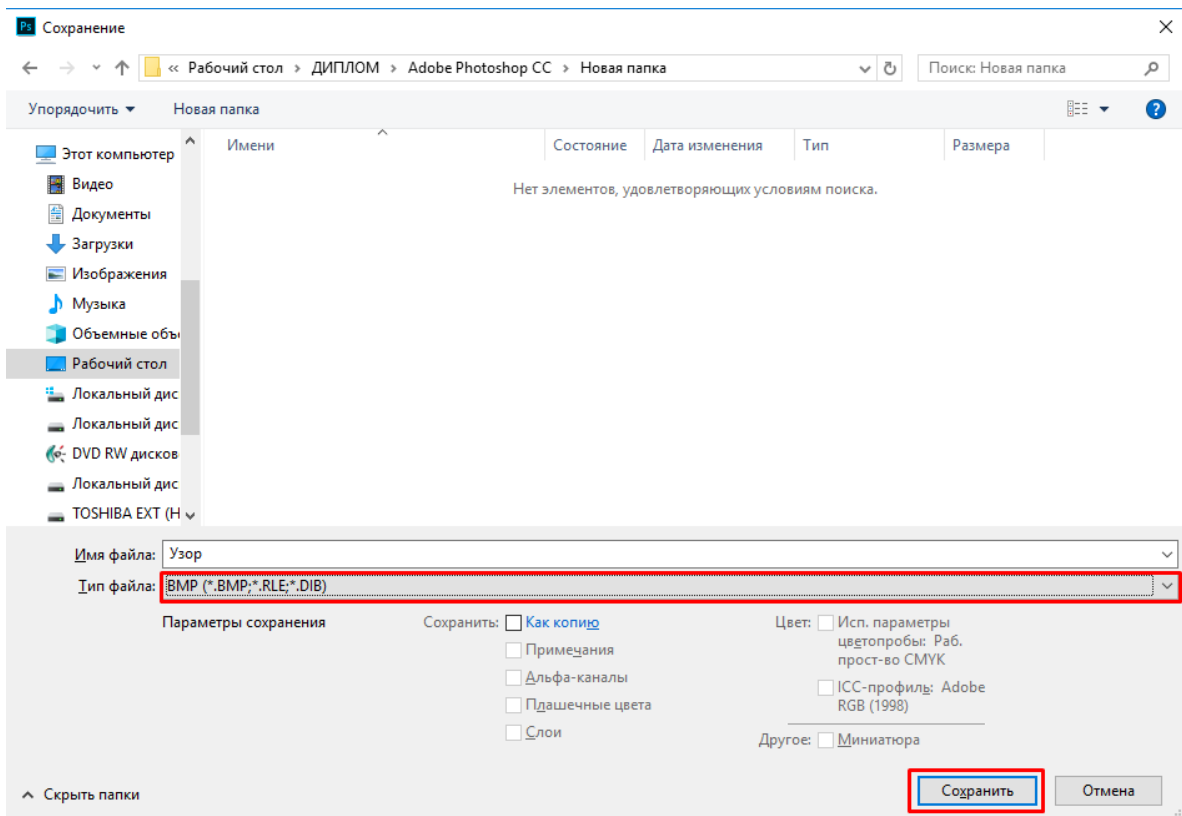 Ps Сохранение
« Рабочий стол › ДИПЛОМ › Adobe Photoshop CC › Новая папка
Поиск: Новая папка
Упорядочить Новая папка
?
Имени Состояние Дата изменения Тип Размера
Нет элементов, удовлетворяющих условиям поиска.
Этот компьютер
Видео
Документы
Загрузки
Изображения
Музыка
Объемные объ
Рабочий стол
Локальный дис
Локальный дис
DVD RW дисков
Локальный дис
TOSHIBA EXT (H
Имя файла: Узор
Тип файла: BMP (*.BMP;*.RLE;*.DIB)
Параметры сохранения
Сохранить: Как копию
Примечания
Альфа-каналы
Плашечные цвета
Слои
Цвет: Исп. параметры
цветопробы: Раб.
прост-во CMYK
ICC-профиль: Adobe
RGB (1998)
Другое: Миниатюра
Скрыть папки
Сохранить
Отмена